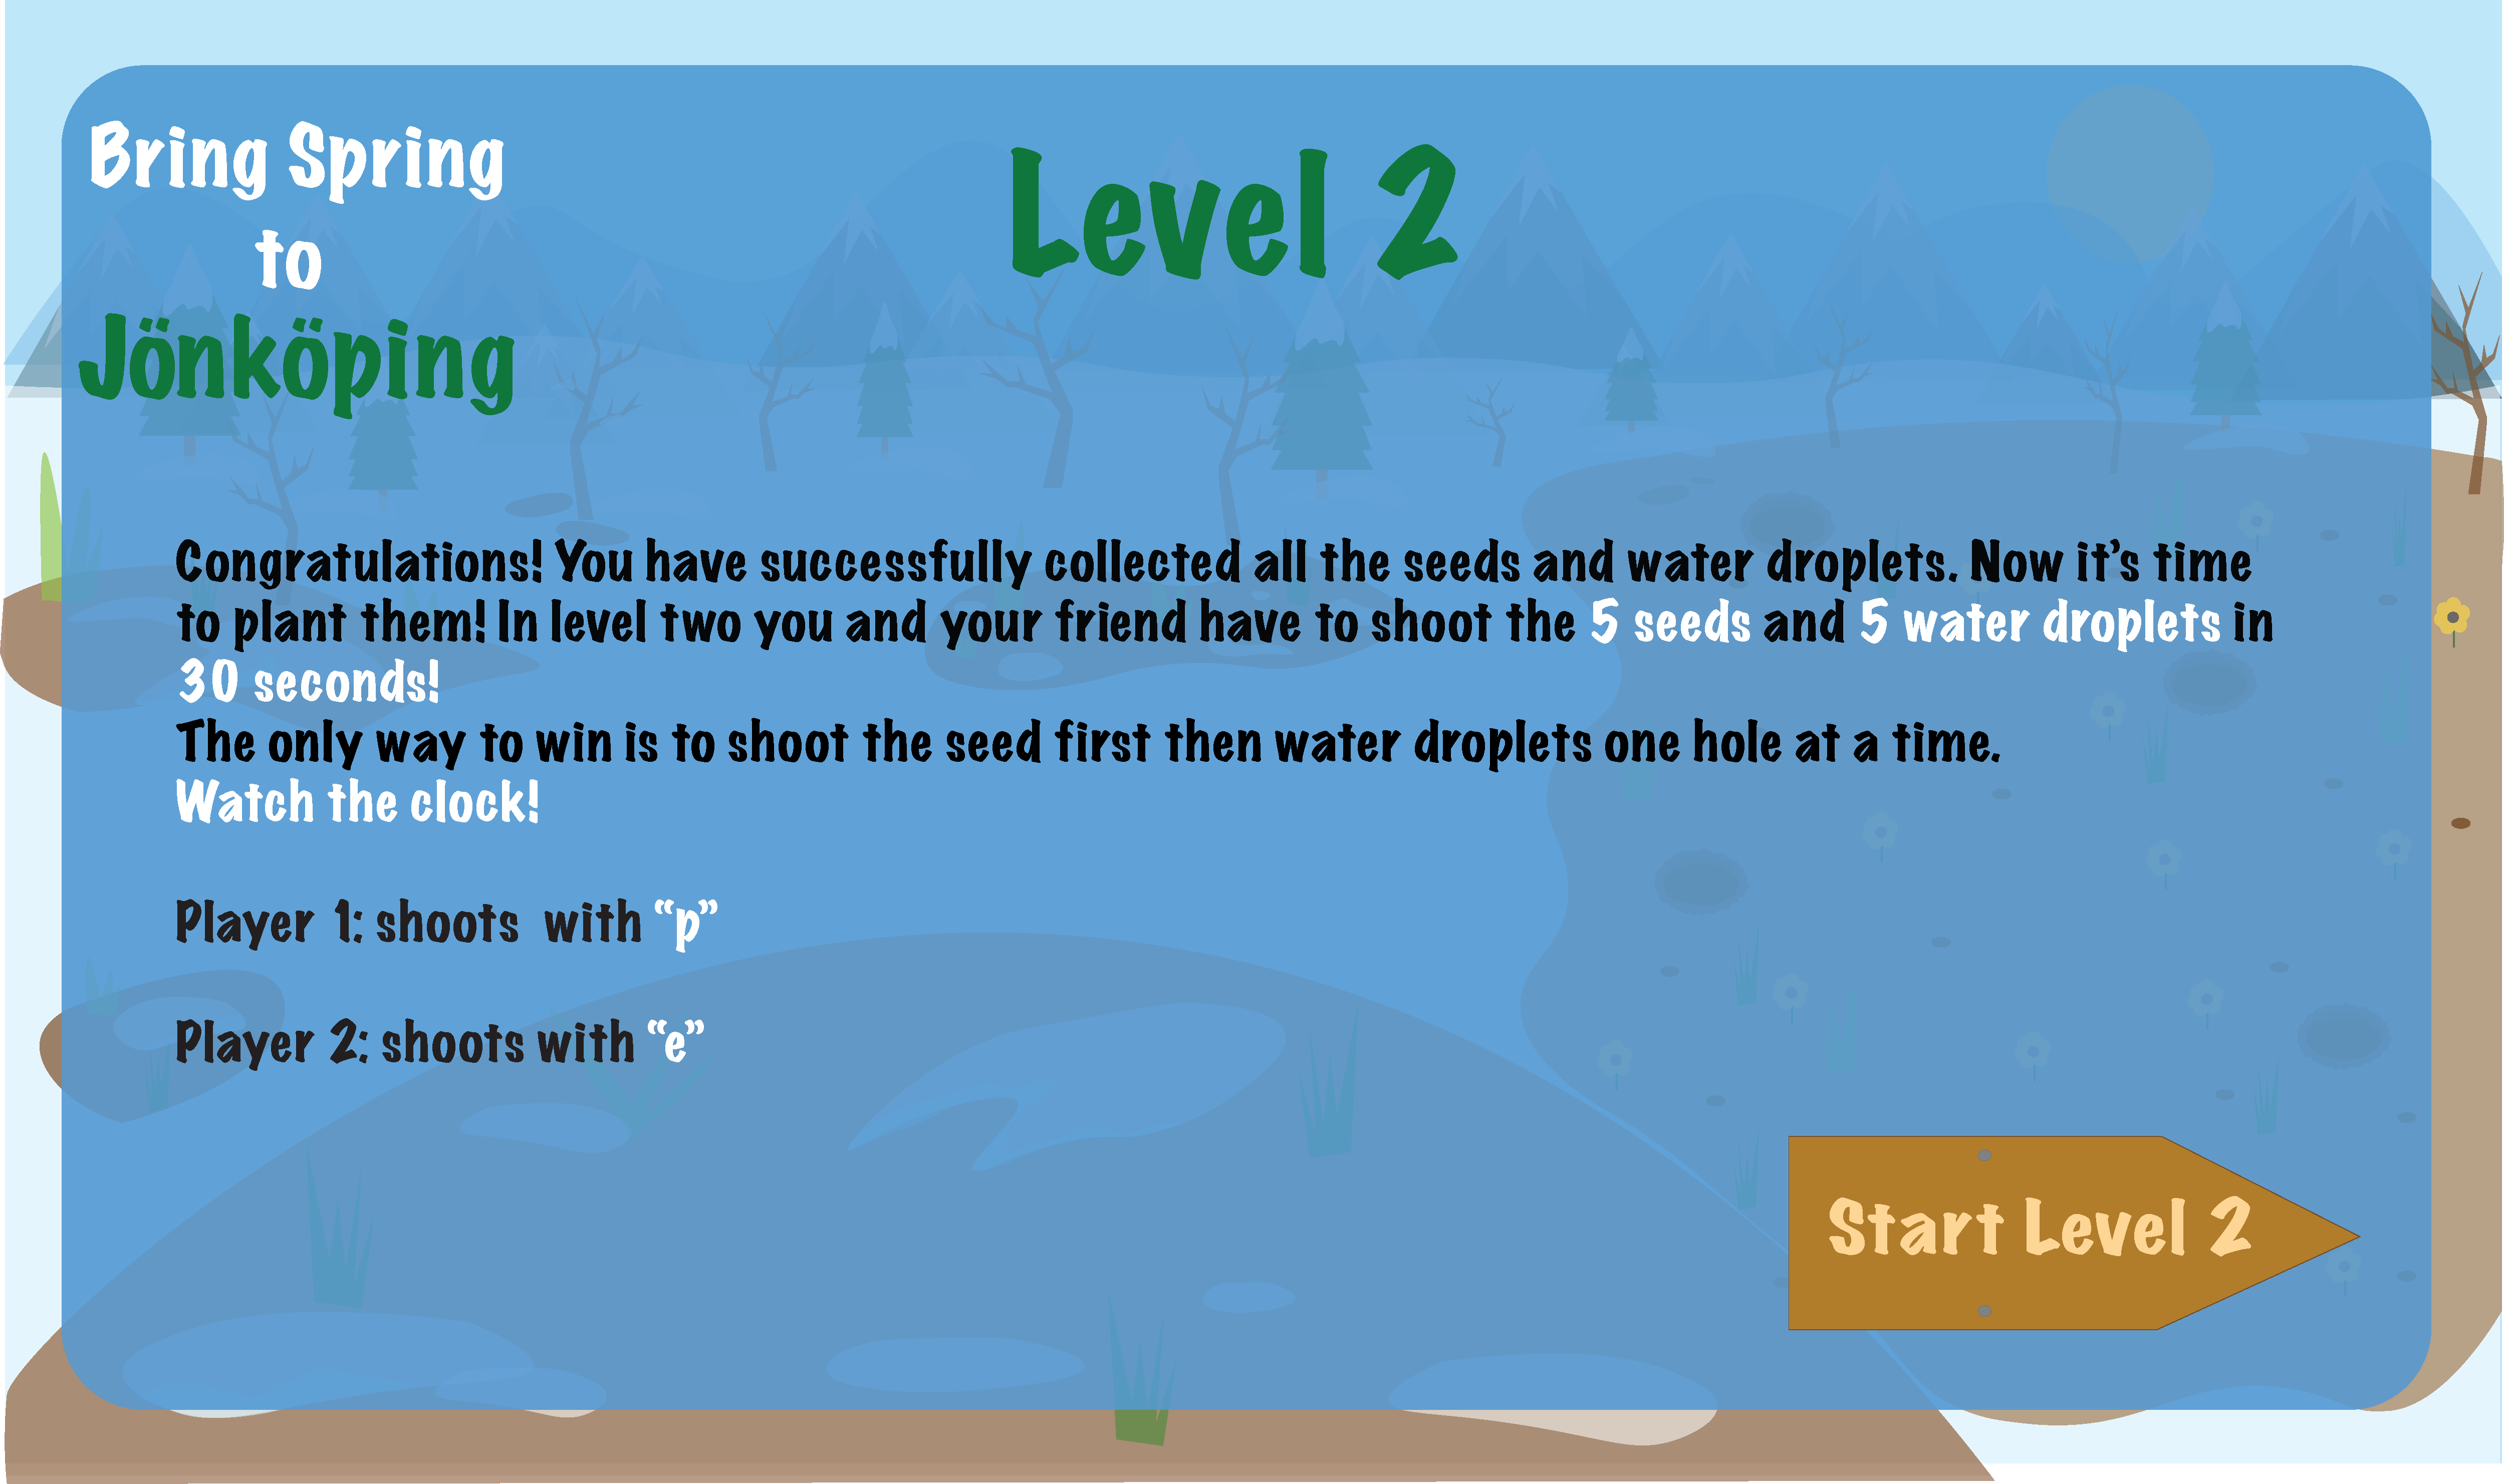 Bring Spring
to
Jönköping
Level 2
Congratulations! You have successfully collected all the seeds and water droplets. Now it’s time
to plant them! In level two you and your friend have to shoot the 5 seeds and 5 water droplets in
30 seconds!
The only way to win is to shoot the seed first then water droplets one hole at a time.
Watch the clock!
Player 1: shoots with “p”
Player 2: shoots with “e”
Start Level 2